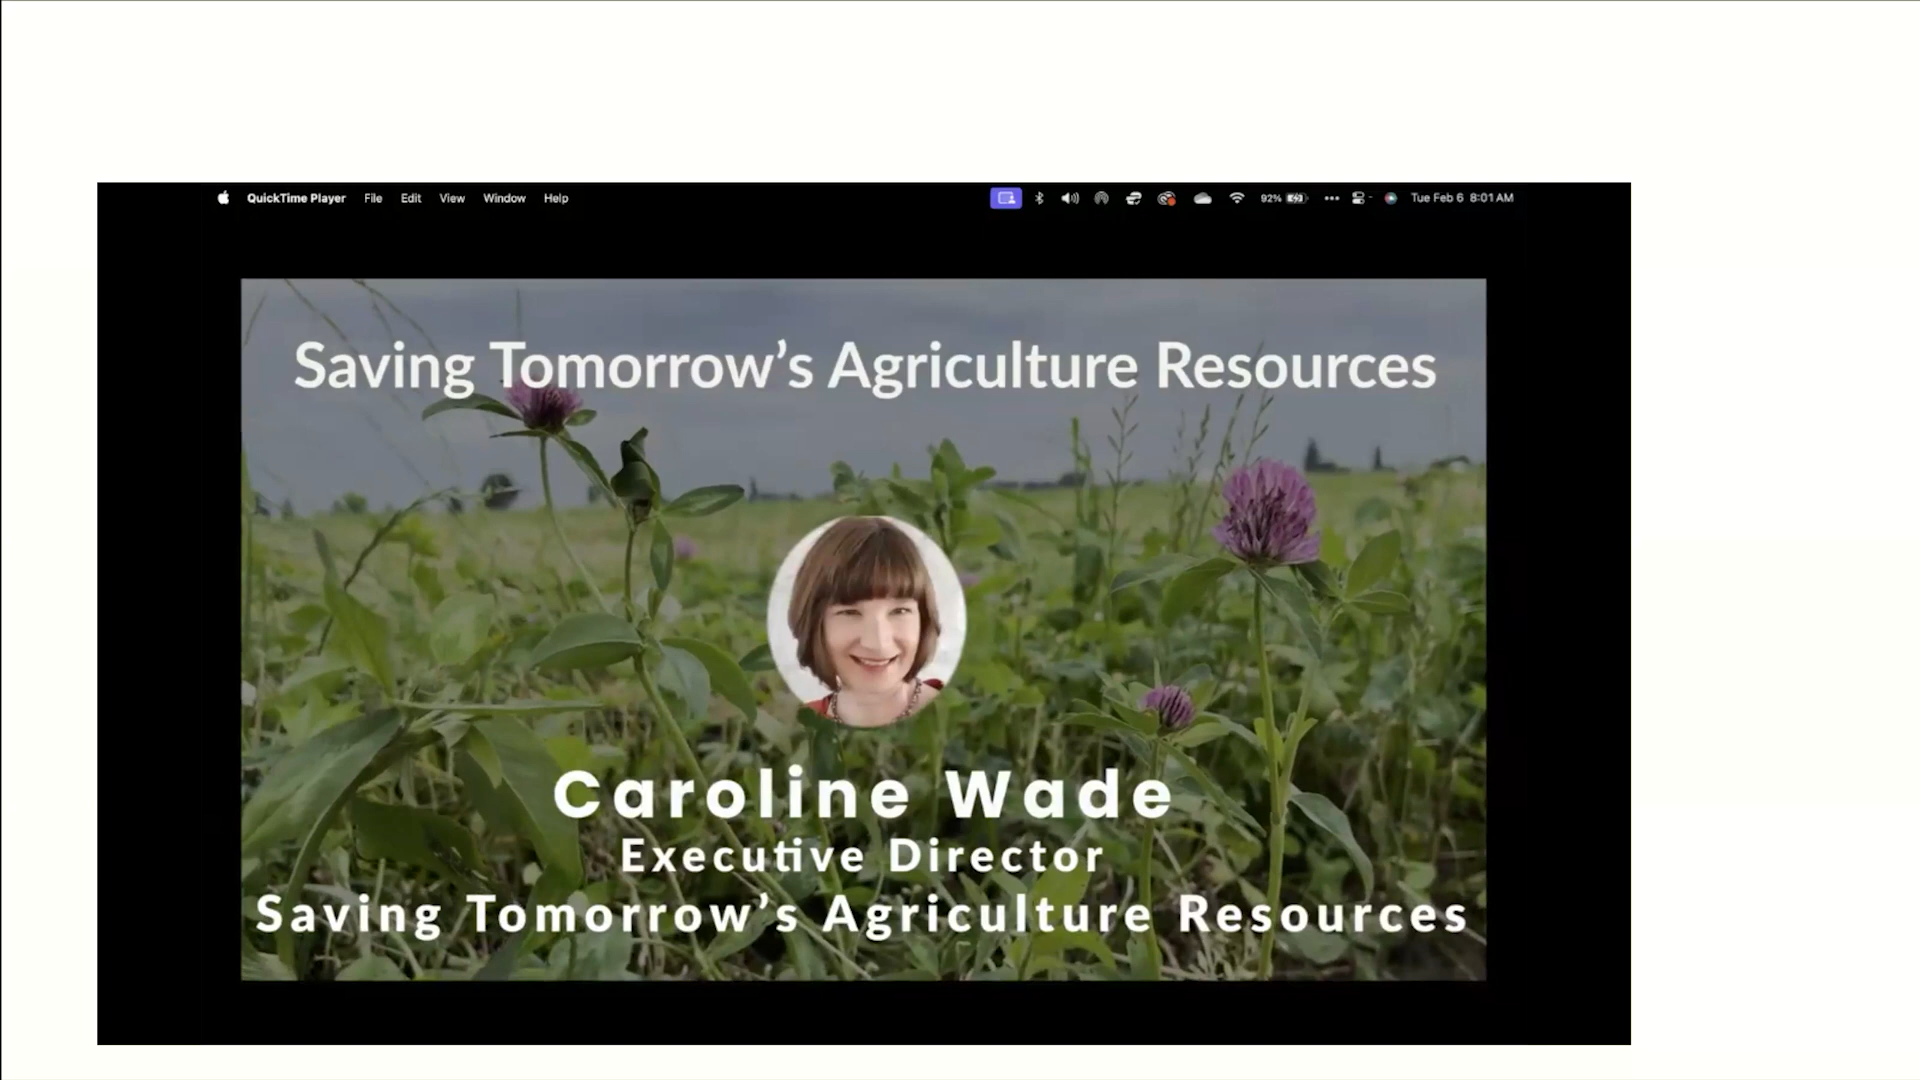 QuickTime Player File Edit View Window Help 92% Tue Feb 6 8:01 AM
Saving Tomorrow’s Agriculture Resources
Caroline Wade
Executive Director
Saving Tomorrow’s Agriculture Resources